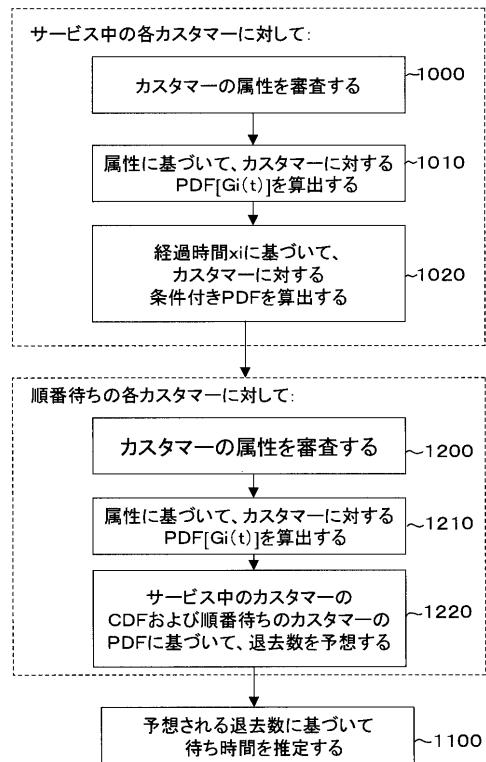 サービス中の各カスタマーに対して:
カスタマーの属性を審査する
1000
属性に基づいて、カスタマーに対する
PDF[Gi(t)]を算出する
1010
経過時間xiに基づいて、
カスタマーに対する
条件付きPDFを算出する
1020
順番待ちの各カスタマーに対して:
カスタマーの属性を審査する
1200
属性に基づいて、カスタマーに対する
PDF[Gi(t)]を算出する
1210
サービス中のカスタマーの
CDFおよび順番待ちのカスタマーの
PDFに基づいて、退去数を予想する
1220
予想される退去数に基づいて
待ち時間を推定する
1100